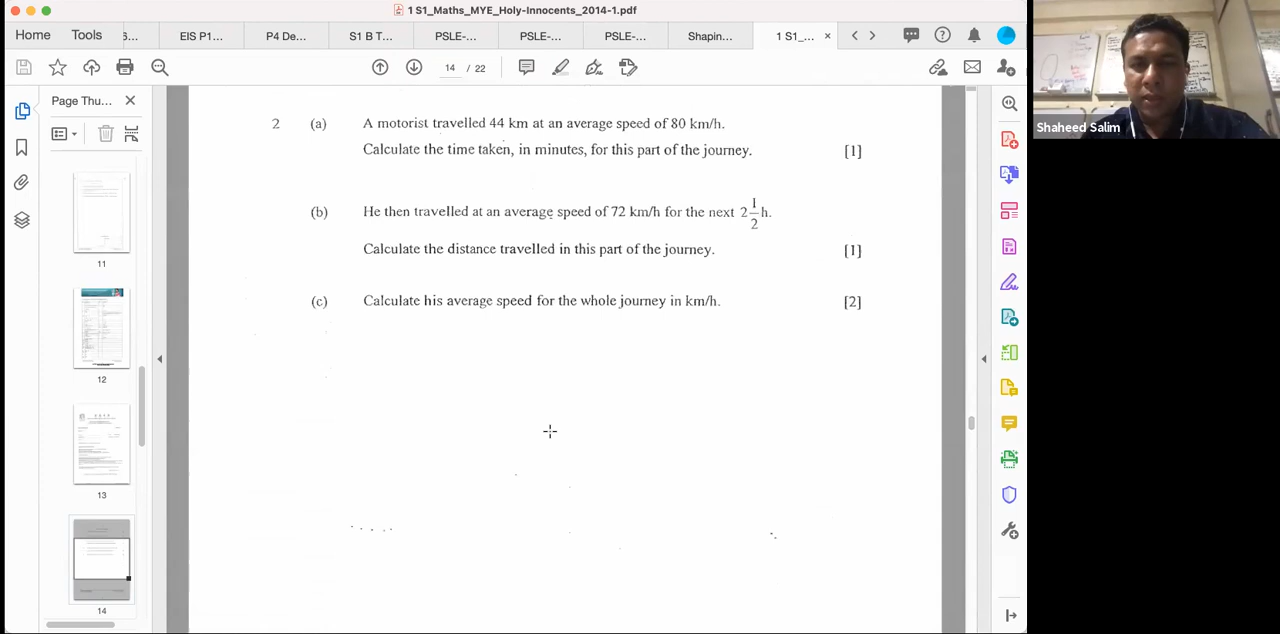 1 S1_Maths_MYE_Holy-Innocents_2014-1.pdf
Home Tools S... EIS P1... P4 De... S1 B T... PSLE-... PSLE-... PSLE-... Shapin... 1 S1_... ×
14 / 22
Page Thu...
11
12
13
14
2 (a) A motorist travelled 44 km at an average speed of 80 km/h.
Calculate the time taken, in minutes, for this part of the journey. [1]
(b) He then travelled at an average speed of 72 km/h for the next 2 1/2 h.
Calculate the distance travelled in this part of the journey. [1]
(c) Calculate his average speed for the whole journey in km/h. [2]
Shaheed Salim